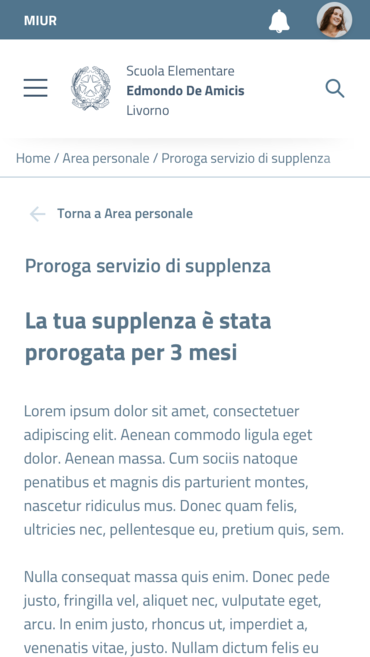 MIUR
Scuola Elementare
Edmondo De Amicis
Livorno
Home / Area personale / Proroga servizio di supplenza
Torna a Area personale
Proroga servizio di supplenza
La tua supplenza è stata
prorogata per 3 mesi
Lorem ipsum dolor sit amet, consectetuer
adipiscing elit. Aenean commodo ligula eget
dolor. Aenean massa. Cum sociis natoque
penatibus et magnis dis parturient montes,
nascetur ridiculus mus. Donec quam felis,
ultricies nec, pellentesque eu, pretium quis, sem.
Nulla consequat massa quis enim. Donec pede
justo, fringilla vel, aliquet nec, vulputate eget,
arcu. In enim justo, rhoncus ut, imperdiet a,
venenatis vitae, justo. Nullam dictum felis eu